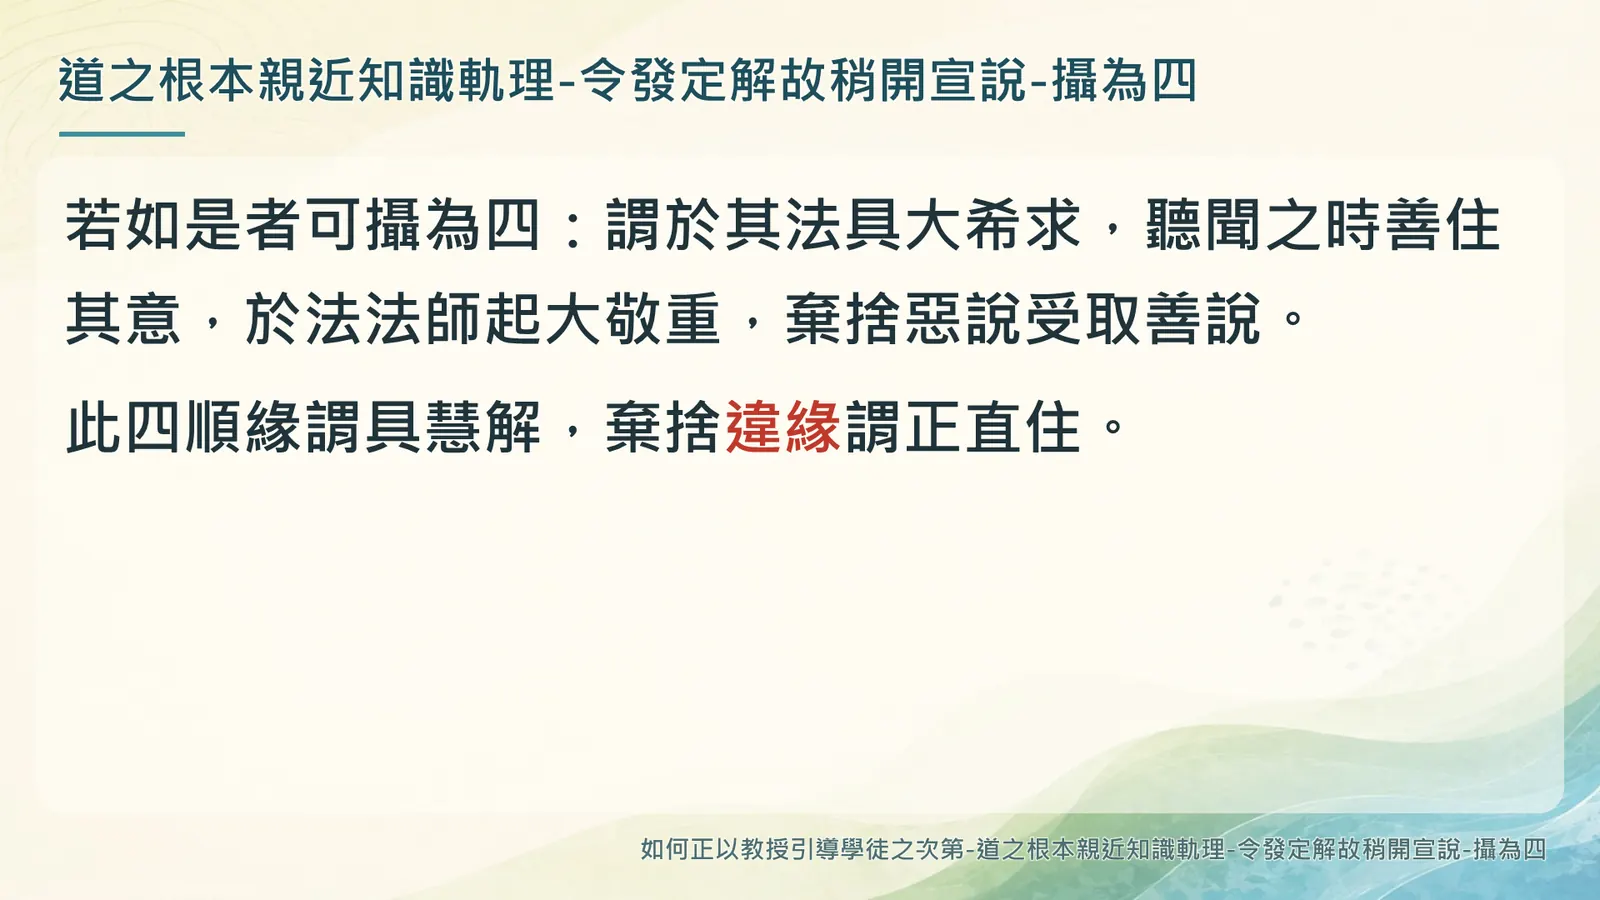 道之根本親近知識軌理-令發定解故稍開宣說-攝為四
若如是者可攝為四：謂於其法具大希求，聽聞之時善住
其意，於法法師起大敬重，棄捨惡說受取善說。
此四順緣謂具慧解，棄捨違緣謂正直住。
如何正以教授引導學徒之次第-道之根本親近知識軌理-令發定解故稍開宣說-攝為四